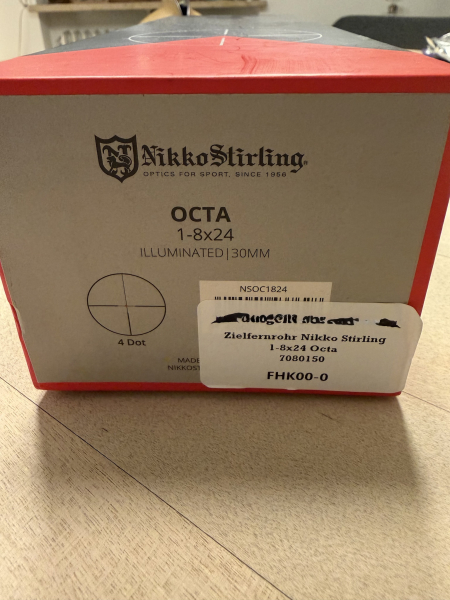 NS
NikkoStirling
OPTICS FOR SPORT, SINCE 1956
OCTA
1-8x24
ILLUMINATED|30MM
4 Dot
NSOC1824
MADE
NIKKOST
Zielfernrohr Nikko Stirling
1-8x24 Octa
7080150
FHK00-0